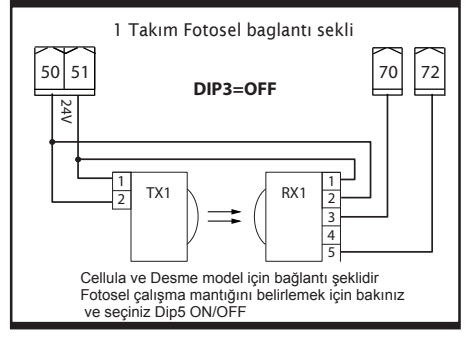 1 Takım Fotosel baglantı sekli
50 51
70 72
24V
DIP3=OFF
1
2
TX1
RX1
1
2
3
4
5
Cellula ve Desme model için bağlantı şeklidir
Fotosel çalışma mantığını belirlemek için bakınız
ve seçiniz Dip5 ON/OFF